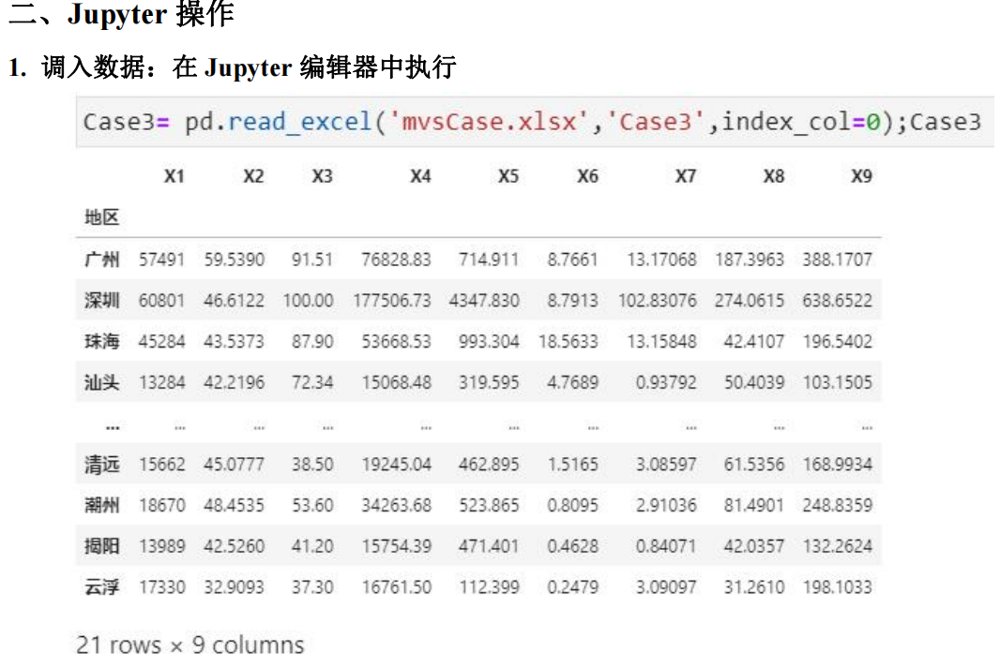 二、Jupyter 操作
1. 调入数据：在 Jupyter 编辑器中执行
Case3= pd.read_excel('mvsCase.xlsx','Case3',index_col=0);Case3
X1 X2 X3 X4 X5 X6 X7 X8 X9
地区
广州 57491 59.5390 91.51 76828.83 714.911 8.7661 13.17068 187.3963 388.1707
深圳 60801 46.6122 100.00 177506.73 4347.830 8.7913 102.83076 274.0615 638.6522
珠海 45284 43.5373 87.90 53668.53 993.304 18.5633 13.15848 42.4107 196.5402
汕头 13284 42.2196 72.34 15068.48 319.595 4.7689 0.93792 50.4039 103.1505
... ... ... ... ... ... ... ... ... ...
清远 15662 45.0777 38.50 19245.04 462.895 1.5165 3.08597 61.5356 168.9934
潮州 18670 48.4535 53.60 34263.68 523.865 0.8095 2.91036 81.4901 248.8359
揭阳 13989 42.5260 41.20 15754.39 471.401 0.4628 0.84071 42.0357 132.2624
云浮 17330 32.9093 37.30 16761.50 112.399 0.2479 3.09097 31.2610 198.1033
21 rows × 9 columns